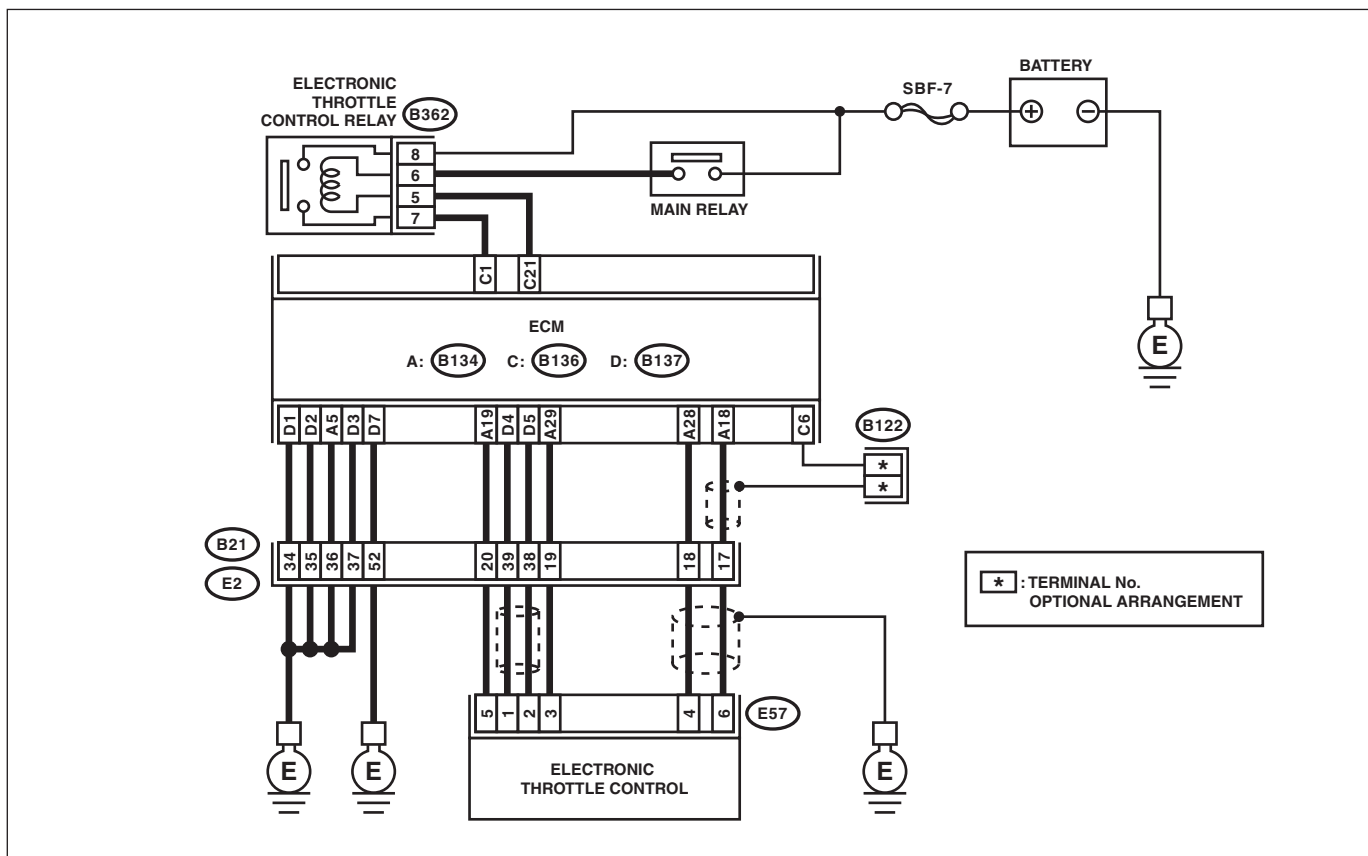 ELECTRONIC
THROTTLE
CONTROL RELAY
B362
8
6
5
7
MAIN RELAY
SBF-7
BATTERY
+
-
E
C1
C21
ECM
A: B134 C: B136 D: B137
D1 D2 A5 D3 D7 A19 D4 D5 A29 A28 A18 C6
B122
*
*
B21
E2
34 35 36 37 52 20 39 38 19 18 17
* : TERMINAL No.
OPTIONAL ARRANGEMENT
5 1 2 3 4 6
E57
ELECTRONIC
THROTTLE CONTROL
E E E